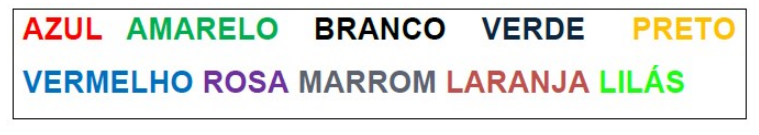 AZUL AMARELO BRANCO VERDE PRETO
VERMELHO ROSA MARROM LARANJA LILÁS